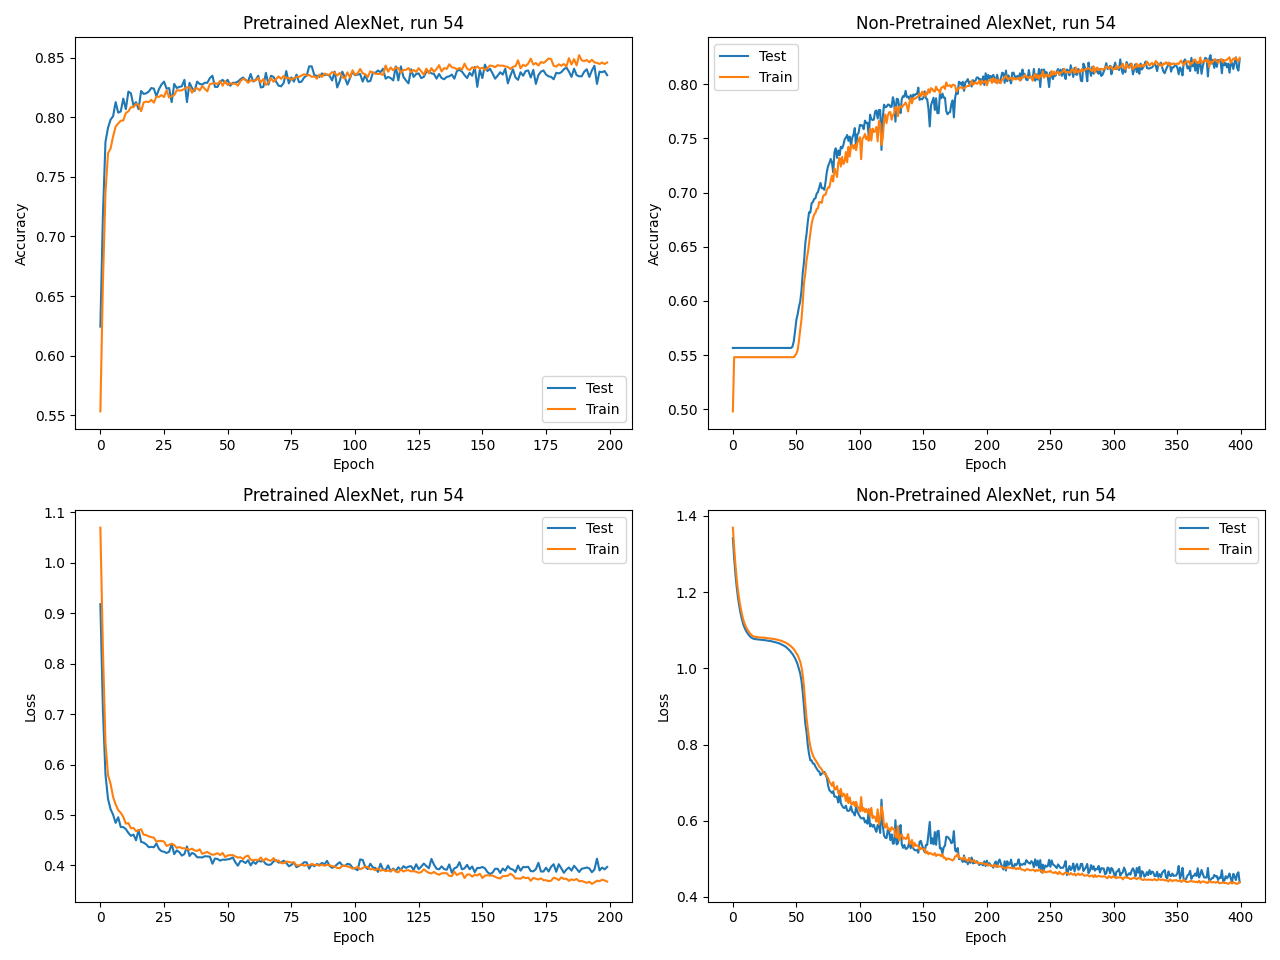 Pretrained AlexNet, run 54
0.85
0.80
0.75
0.70
0.65
0.60
0.55
Accuracy
Test
Train
0 25 50 75 100 125 150 175 200
Epoch
Non-Pretrained AlexNet, run 54
Test
Train
0.80
0.75
0.70
0.65
0.60
0.55
0.50
Accuracy
0 50 100 150 200 250 300 350 400
Epoch
Pretrained AlexNet, run 54
1.1
1.0
0.9
0.8
0.7
0.6
0.5
0.4
Loss
Test
Train
0 25 50 75 100 125 150 175 200
Epoch
Non-Pretrained AlexNet, run 54
1.4
1.2
1.0
0.8
0.6
0.4
Loss
Test
Train
0 50 100 150 200 250 300 350 400
Epoch